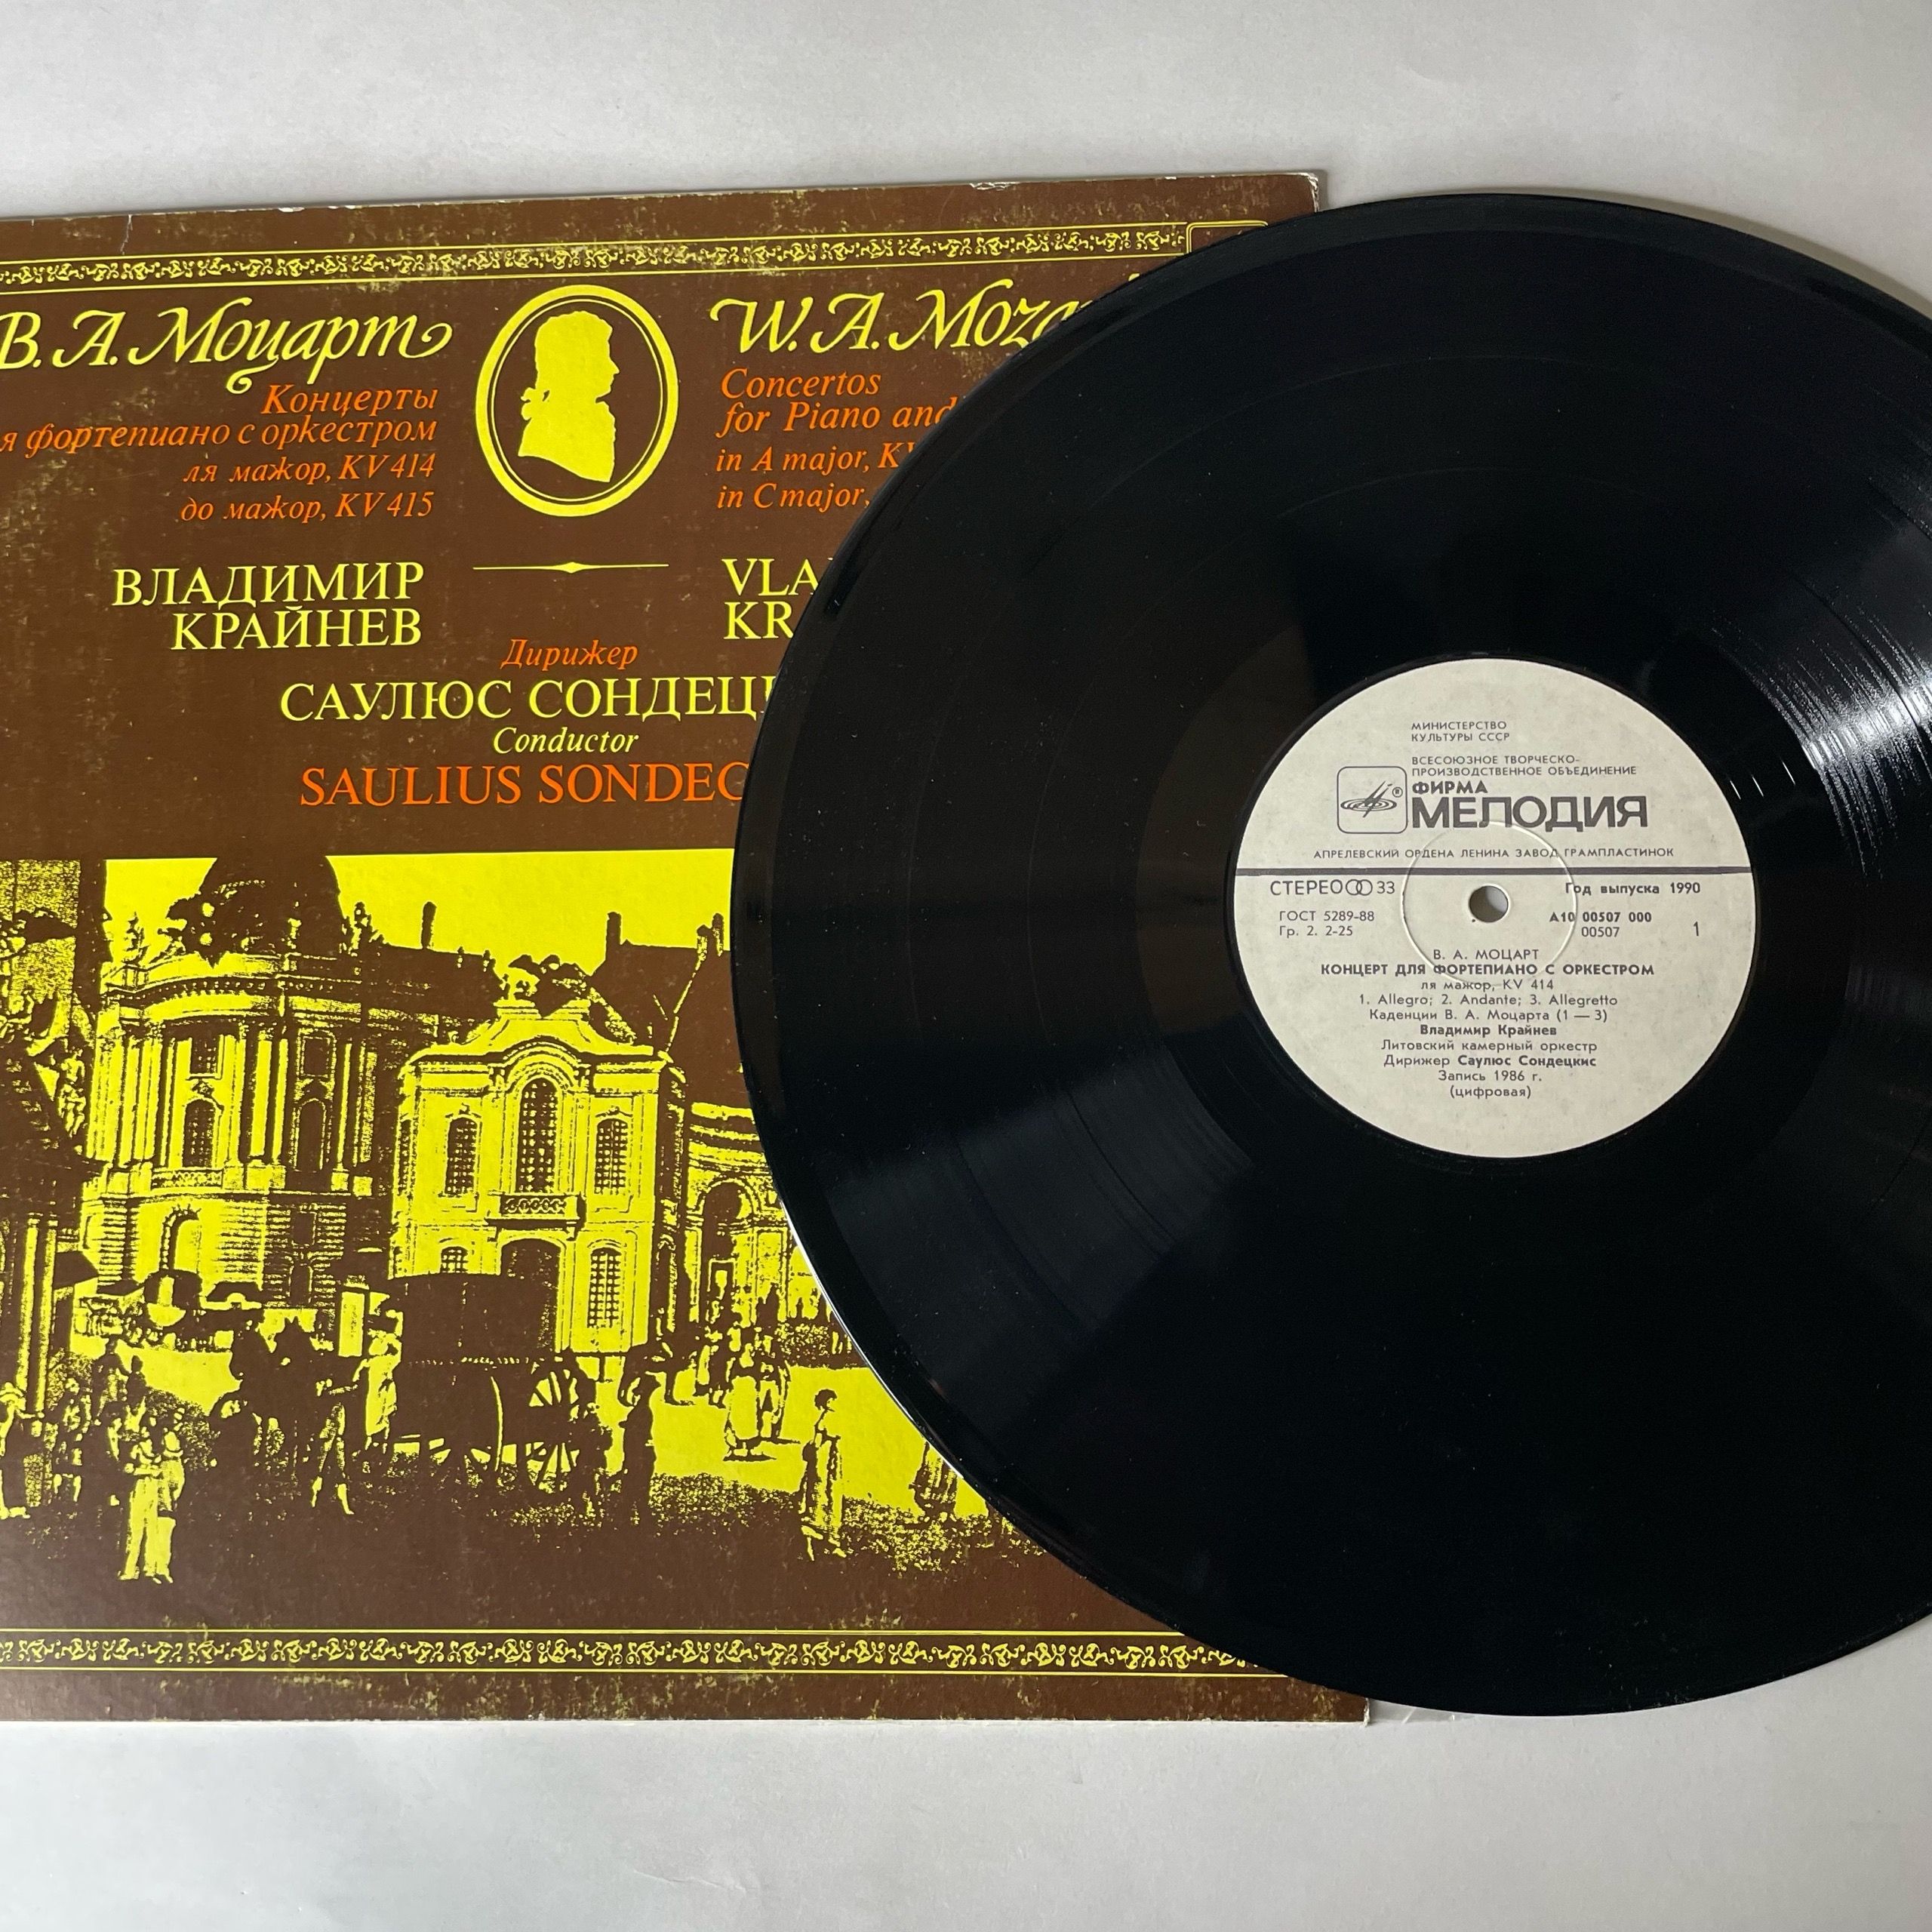 В. А. Моцарт
Концерты
я фортепиано с оркестром
ля мажор, KV 414
до мажор, KV 415
W. A. Moza
Concertos
for Piano and
in A major, K
in C major,
ВЛАДИМИР
КРАЙНЕВ
VLA
KR
Дирижер
САУЛЮС СОНДЕЦ
Conductor
SAULIUS SONDEC
МИНИСТЕРСТВО
КУЛЬТУРЫ СССР
ВСЕСОЮЗНОЕ ТВОРЧЕСКО-
ПРОИЗВОДСТВЕННОЕ ОБЪЕДИНЕНИЕ
ФИРМА
® МЕЛОДИЯ
АПРЕЛЕВСКИЙ ОРДЕНА ЛЕНИНА ЗАВОД ГРАМПЛАСТИНОК
СТЕРЕО 33
Год выпуска 1990
ГОСТ 5289-88
Гр. 2. 2-25
А10 00507 000
00507
1
В. А. МОЦАРТ
КОНЦЕРТ ДЛЯ ФОРТЕПИАНО С ОРКЕСТРОМ
ля мажор, KV 414
1. Allegro; 2. Andante; 3. Allegretto
Каденции В. А. Моцарта (1 — 3)
Владимир Крайнев
Литовский камерный оркестр
Дирижер Саулюс Сондецкис
Запись 1986 г.
(цифровая)